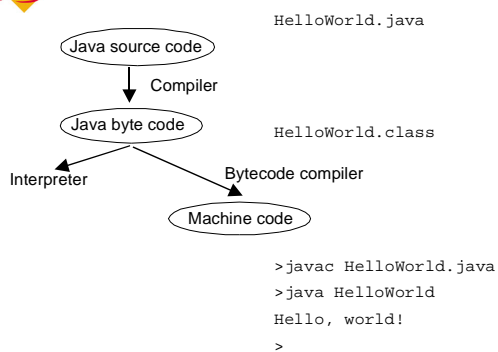 HelloWorld.java
Java source code
Compiler
Java byte code
HelloWorld.class
Interpreter
Bytecode compiler
Machine code
>javac HelloWorld.java
>java HelloWorld
Hello, world!
>